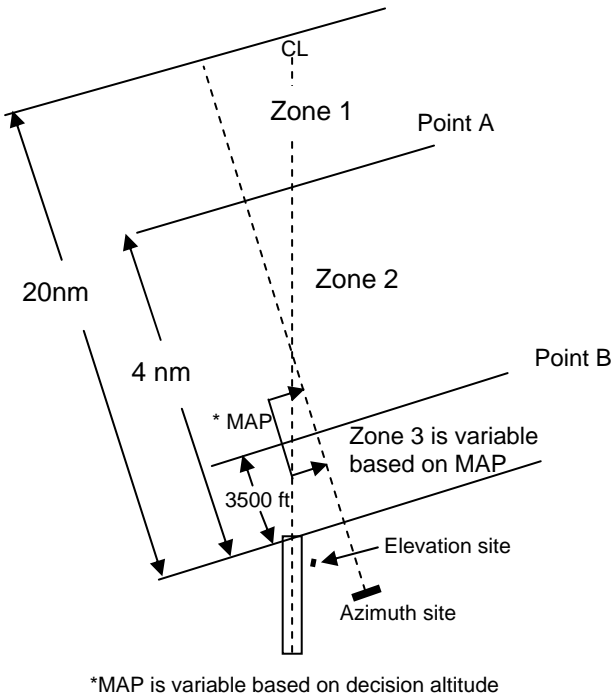 CL
Zone 1
Point A
20nm
Zone 2
4 nm
Point B
* MAP
Zone 3 is variable
based on MAP
3500 ft
Elevation site
Azimuth site
*MAP is variable based on decision altitude